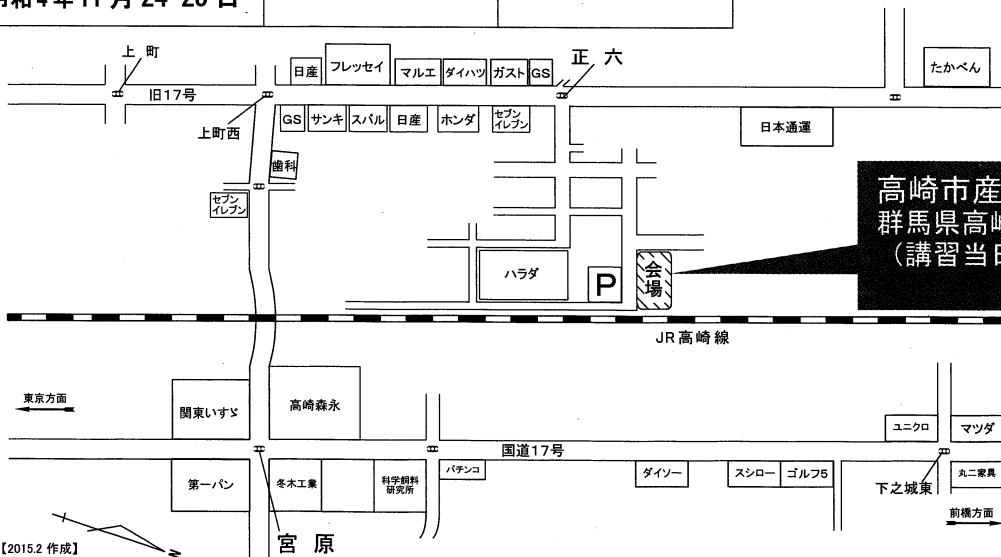 令和4年11月24-26日
上町
日産
フレッセイ
マルエ
ダイハツ
ガスト
GS
正六
たかべん
旧17号
上町西
GS
サンキ
スバル
日産
ホンダ
セブン
イレブン
日本通運
歯科
セブン
イレブン
高崎市産
群馬県高崎
（講習当日
ハラダ
P
会場
JR高崎線
東京方面
関東いすゞ
高崎森永
ユニクロ
マツダ
国道17号
第一パン
冬木工業
科学飼料
研究所
パチンコ
ダイソー
スシロー
ゴルフ5
下之城東
丸二家具
前橋方面
宮原
N
【2015.2 作成】